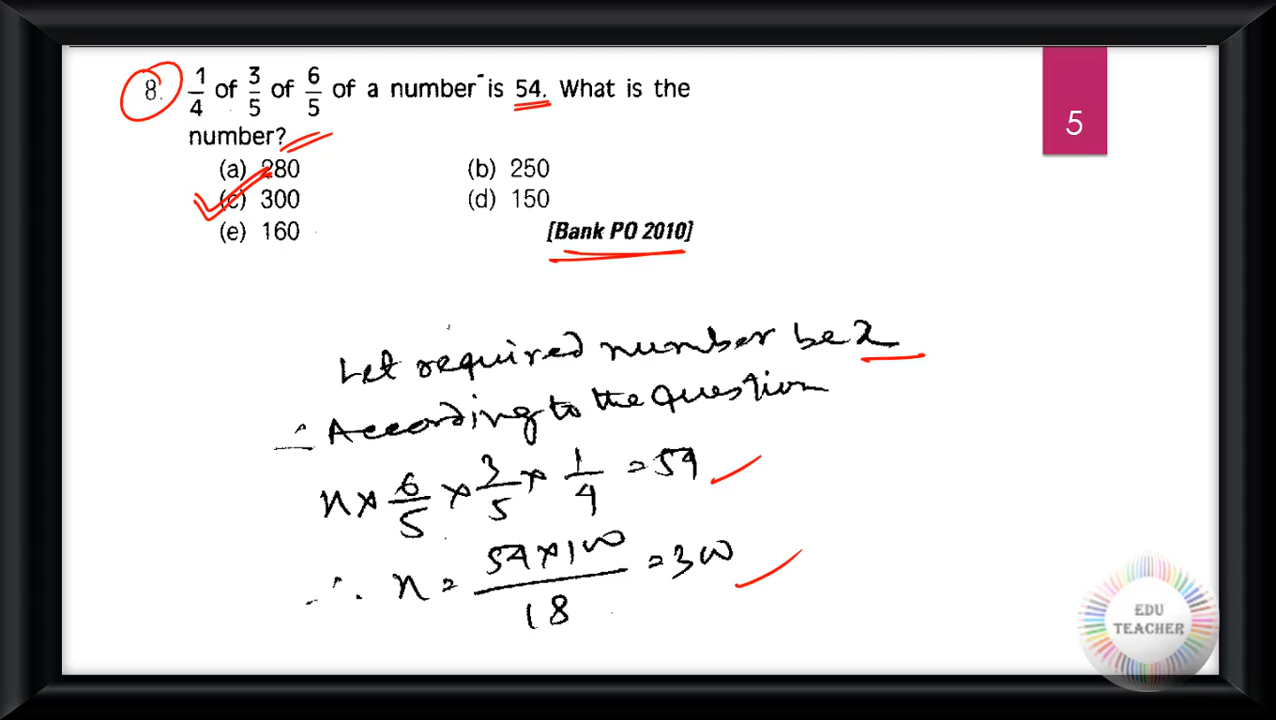 8. 1/4 of 3/5 of 6/5 of a number is 54. What is the
number?
(a) 280 (b) 250
(c) 300 (d) 150
(e) 160 [Bank PO 2010]
5
Let required number be x
∴ According to the question
x × 6/5 × 3/5 × 1/4 = 54
∴ x = 54×100/18 = 300
EDU
TEACHER